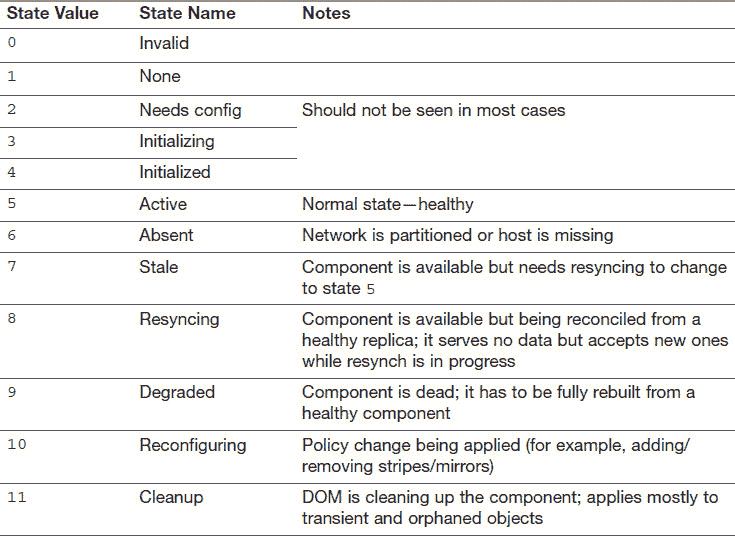 State Value State Name Notes
0 Invalid
1 None
2 Needs config Should not be seen in most cases
3 Initializing
4 Initialized
5 Active Normal state—healthy
6 Absent Network is partitioned or host is missing
7 Stale Component is available but needs resyncing to change
to state 5
8 Resyncing Component is available but being reconciled from a
healthy replica; it serves no data but accepts new ones
while resynch is in progress
9 Degraded Component is dead; it has to be fully rebuilt from a
healthy component
10 Reconfiguring Policy change being applied (for example, adding/
removing stripes/mirrors)
11 Cleanup DOM is cleaning up the component; applies mostly to
transient and orphaned objects